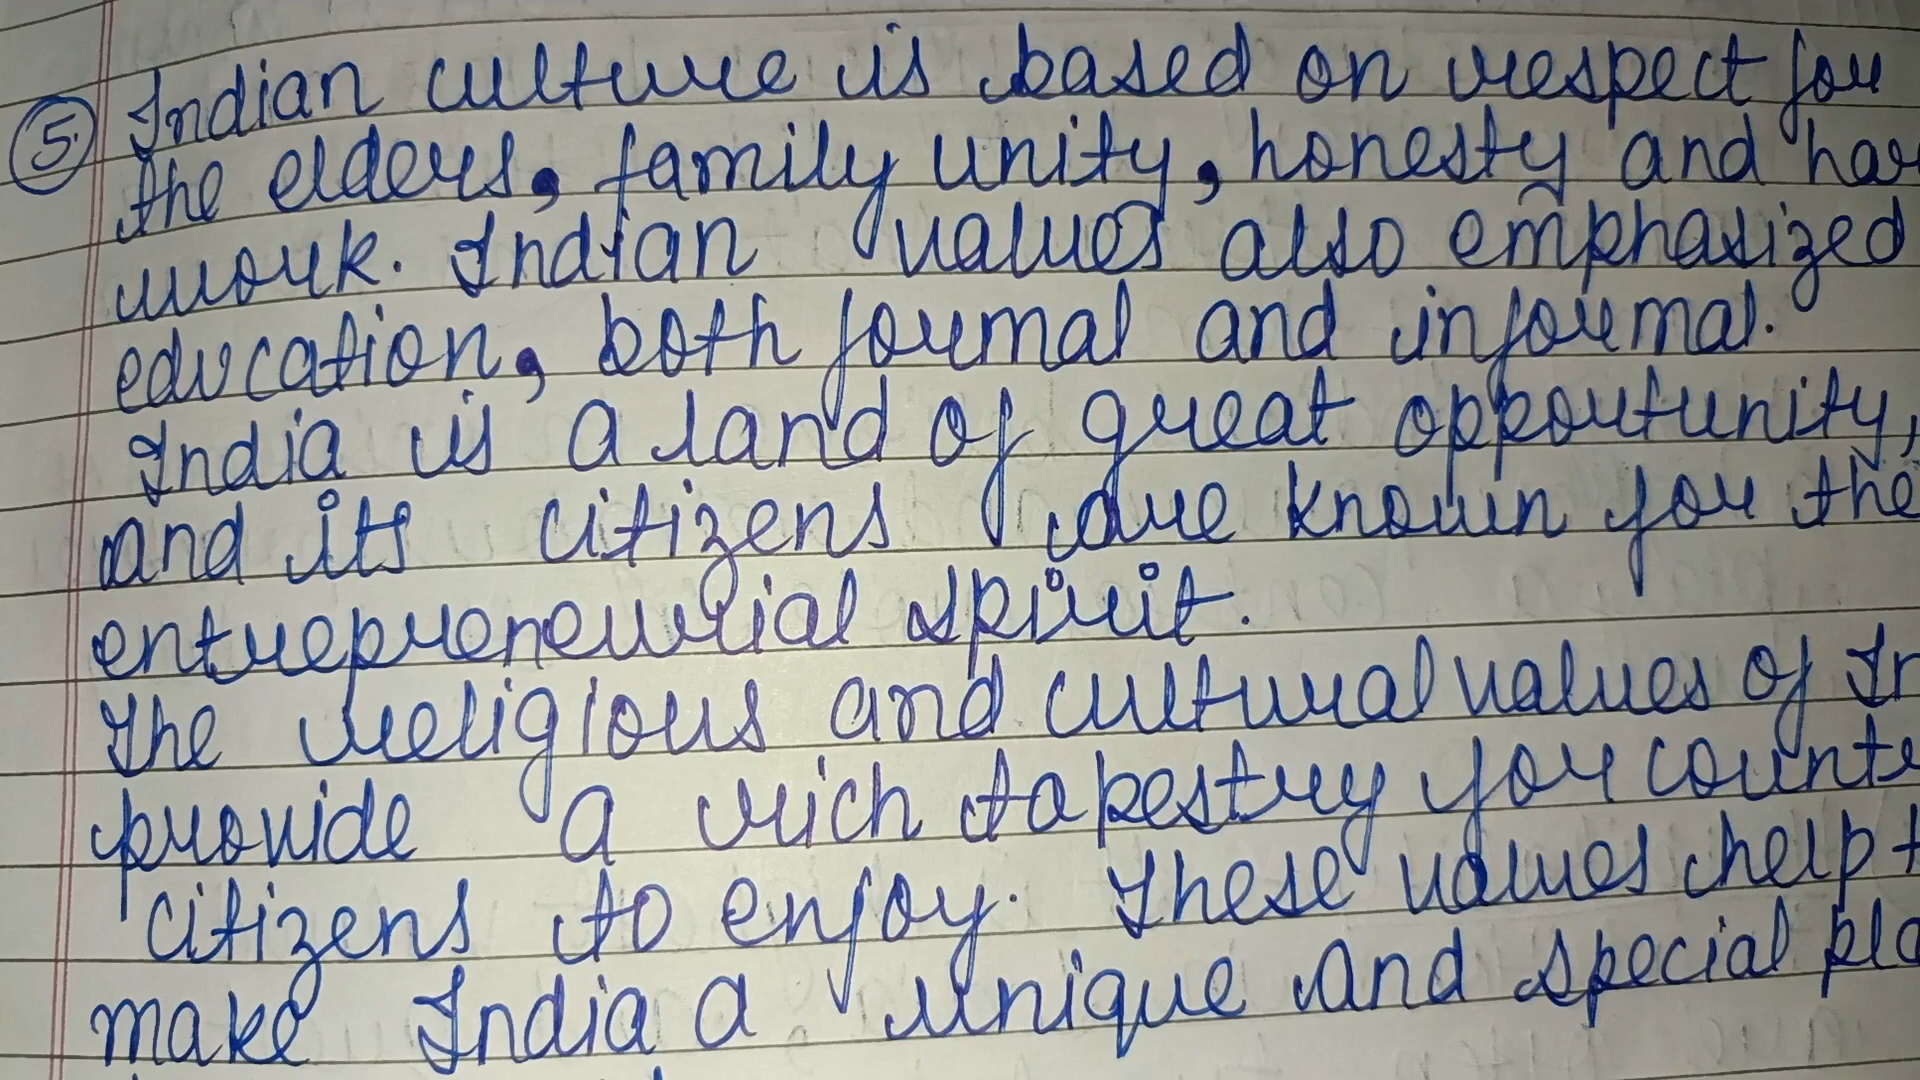 5. Indian culture is based on respect for
the elders, family unity, honesty and har
work. Indian values also emphasized
education, both formal and informal.
India is a land of great opportunity,
and its citizens are known for the
entrepreneurial spirit.
The religious and cultural values of In
provide a rich tapestry for countr
citizens to enjoy. These values help t
make India a unique and special pla